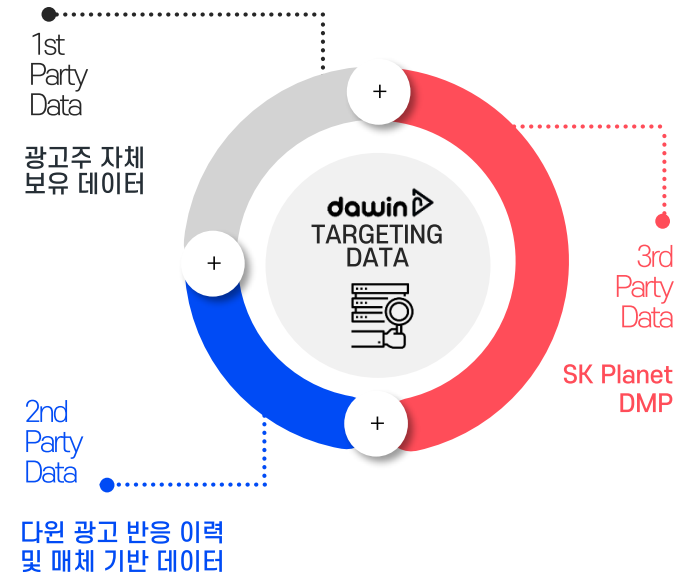 1st
Party
Data
광고주 자체
보유 데이터
+
+
dawin
TARGETING
DATA
+
3rd
Party
Data
SK Planet
DMP
2nd
Party
Data
다윈 광고 반응 이력
및 매체 기반 데이터